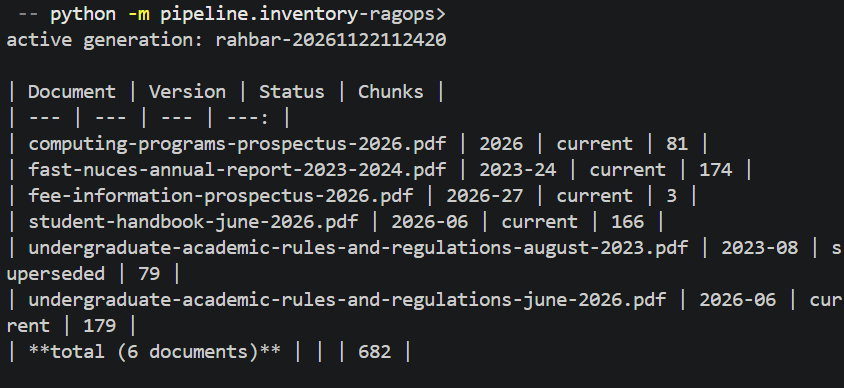 -- python -m pipeline.inventory-ragops>
active generation: rahbar-20261122112420
| Document | Version | Status | Chunks |
| --- | --- | --- | ---: |
| computing-programs-prospectus-2026.pdf | 2026 | current | 81 |
| fast-nuces-annual-report-2023-2024.pdf | 2023-24 | current | 174 |
| fee-information-prospectus-2026.pdf | 2026-27 | current | 3 |
| student-handbook-june-2026.pdf | 2026-06 | current | 166 |
| undergraduate-academic-rules-and-regulations-august-2023.pdf | 2023-08 | s
uperseded | 79 |
| undergraduate-academic-rules-and-regulations-june-2026.pdf | 2026-06 | cur
rent | 179 |
| **total (6 documents)** | | | 682 |